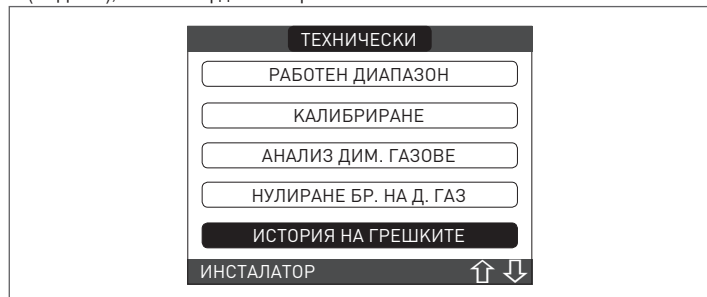 ТЕХНИЧЕСКИ
РАБОТЕН ДИАПАЗОН
КАЛИБРИРАНЕ
АНАЛИЗ ДИМ. ГАЗОВЕ
НУЛИРАНЕ БР. НА Д. ГАЗ
ИСТОРИЯ НА ГРЕШКИТЕ
ИНСТАЛАТОР